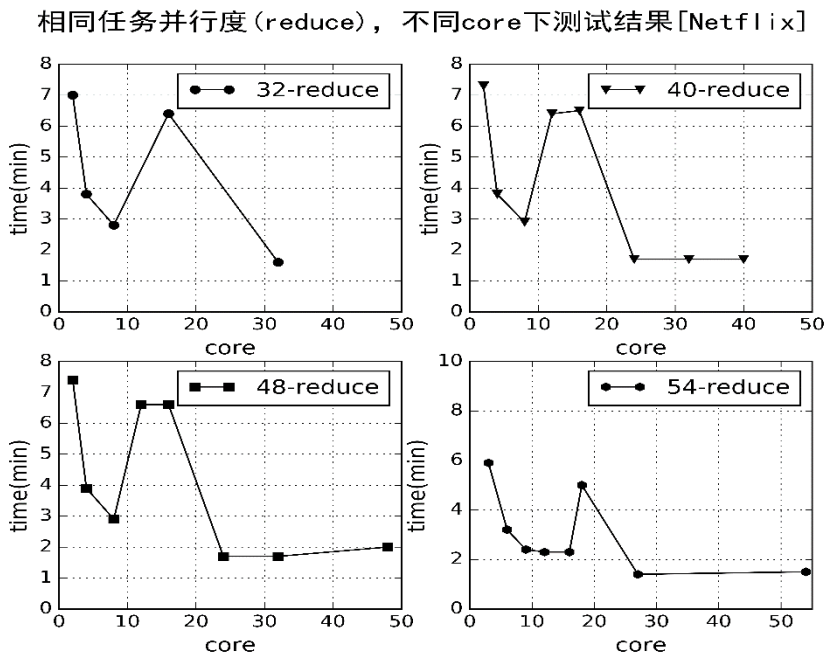 相同任务并行度(reduce), 不同core下测试结果[Netflix]
8
7
6
5
4
3
2
1
0
time(min)
32-reduce
0 10 20 30 40 50
core
8
7
6
5
4
3
2
1
0
time(min)
40-reduce
0 10 20 30 40 50
core
8
7
6
5
4
3
2
1
0
time(min)
48-reduce
0 10 20 30 40 50
core
10
8
6
4
2
0
time(min)
54-reduce
0 10 20 30 40 50
core